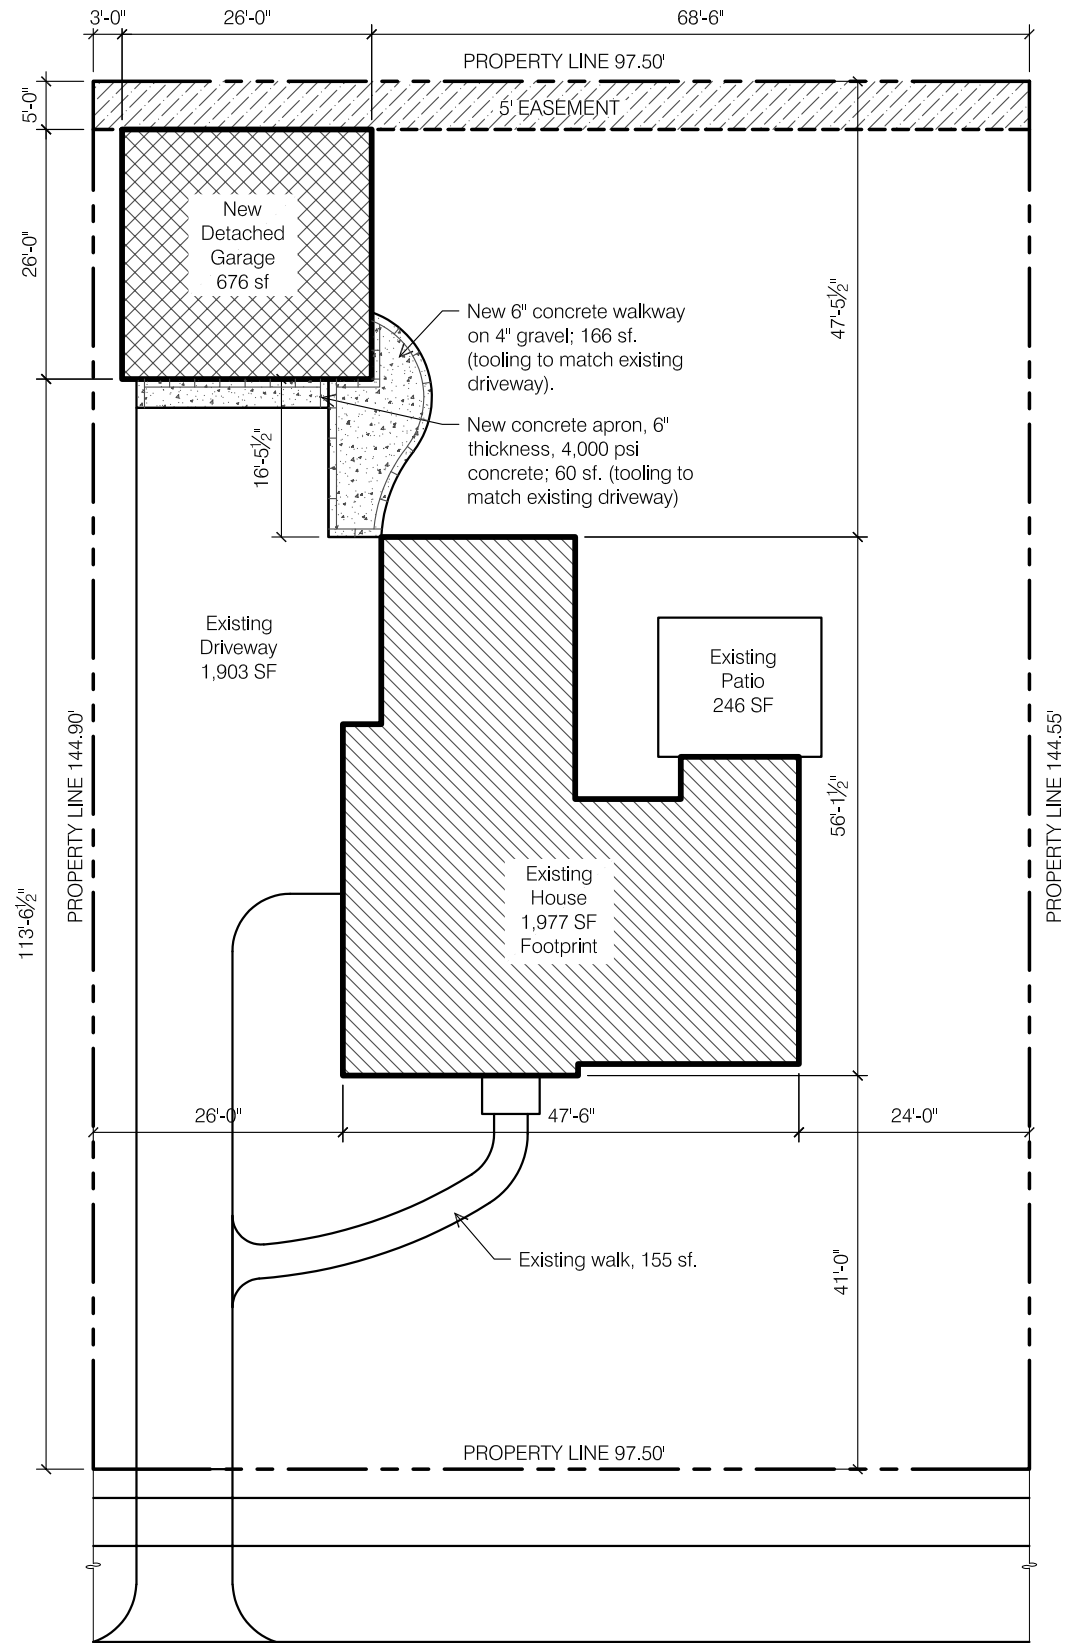 3'-0"
26'-0"
68'-6"
PROPERTY LINE 97.50'
5'-0"
5' EASEMENT
New
Detached
Garage
676 sf
26'-0"
47'-5½"
New 6" concrete walkway
on 4" gravel; 166 sf.
(tooling to match existing
driveway).
New concrete apron, 6"
thickness, 4,000 psi
concrete; 60 sf. (tooling to
match existing driveway)
16'-5½"
Existing
Driveway
1,903 SF
Existing
Patio
246 SF
PROPERTY LINE 144.90'
PROPERTY LINE 144.55'
56'-1½"
113'-6½"
Existing
House
1,977 SF
Footprint
26'-0"
47'-6"
24'-0"
Existing walk, 155 sf.
41'-0"
PROPERTY LINE 97.50'